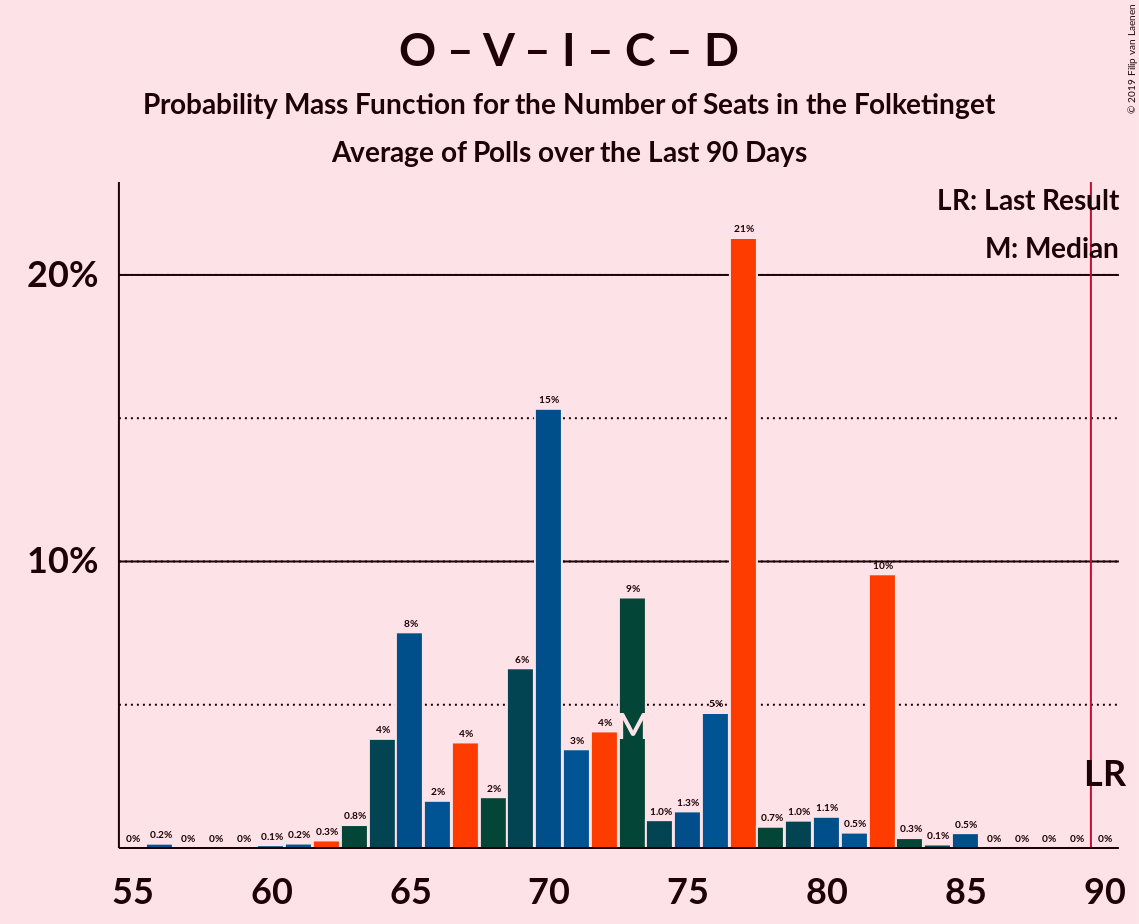 O – V – I – C – D
Probability Mass Function for the Number of Seats in the Folketinget
Average of Polls over the Last 90 Days
© 2019 Filip van Laenen
LR: Last Result
M: Median
20%
10%
0% 0.2% 0% 0% 0% 0.1% 0.2% 0.3% 0.8% 4% 8% 2% 4% 2% 6% 15% 3% 4% 9% 1.0% 1.3% 5% 21% 0.7% 1.0% 1.1% 0.5% 10% 0.3% 0.1% 0.5% 0% 0% 0% 0% 0%
M
LR
55 60 65 70 75 80 85 90